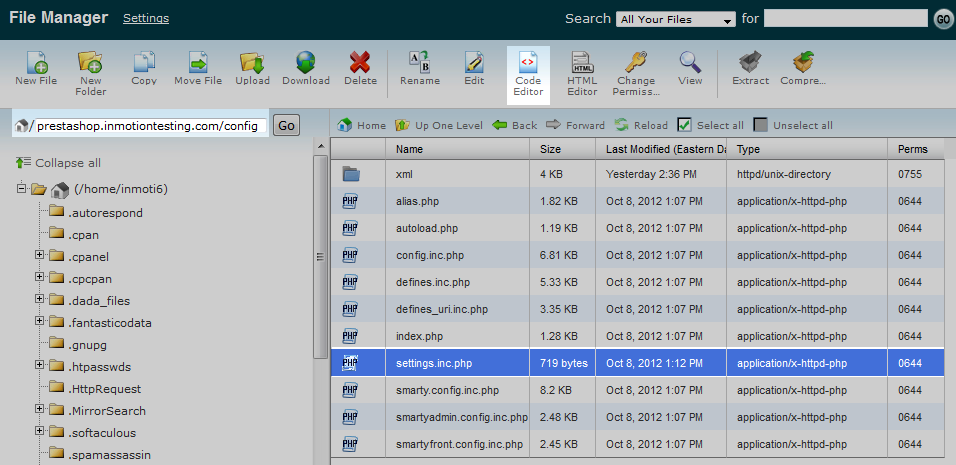 File Manager Settings Search All Your Files for GO
New File New Folder Copy Move File Upload Download Delete Rename Edit Code Editor HTML Editor Change Permiss... View Extract Compre...
/ prestashop.inmotiontesting.com/config Go
Home Up One Level Back Forward Reload Select all Unselect all
Collapse all
(/home/inmoti6)
.autorespond
.cpan
.cpanel
.cpcpan
.dada_files
.fantasticodata
.gnupg
.htpasswds
.HttpRequest
.MirrorSearch
.softaculous
.spamassassin
Name Size Last Modified (Eastern Da Type Perms
xml 4 KB Yesterday 2:36 PM httpd/unix-directory 0755
alias.php 1.82 KB Oct 8, 2012 1:07 PM application/x-httpd-php 0644
autoload.php 1.19 KB Oct 8, 2012 1:07 PM application/x-httpd-php 0644
config.inc.php 6.81 KB Oct 8, 2012 1:07 PM application/x-httpd-php 0644
defines.inc.php 5.33 KB Oct 8, 2012 1:07 PM application/x-httpd-php 0644
defines_uri.inc.php 3.35 KB Oct 8, 2012 1:07 PM application/x-httpd-php 0644
index.php 1.28 KB Oct 8, 2012 1:07 PM application/x-httpd-php 0644
settings.inc.php 719 bytes Oct 8, 2012 1:12 PM application/x-httpd-php 0644
smarty.config.inc.php 8.2 KB Oct 8, 2012 1:07 PM application/x-httpd-php 0644
smartyadmin.config.inc.php 2.48 KB Oct 8, 2012 1:07 PM application/x-httpd-php 0644
smartyfront.config.inc.php 2.45 KB Oct 8, 2012 1:07 PM application/x-httpd-php 0644